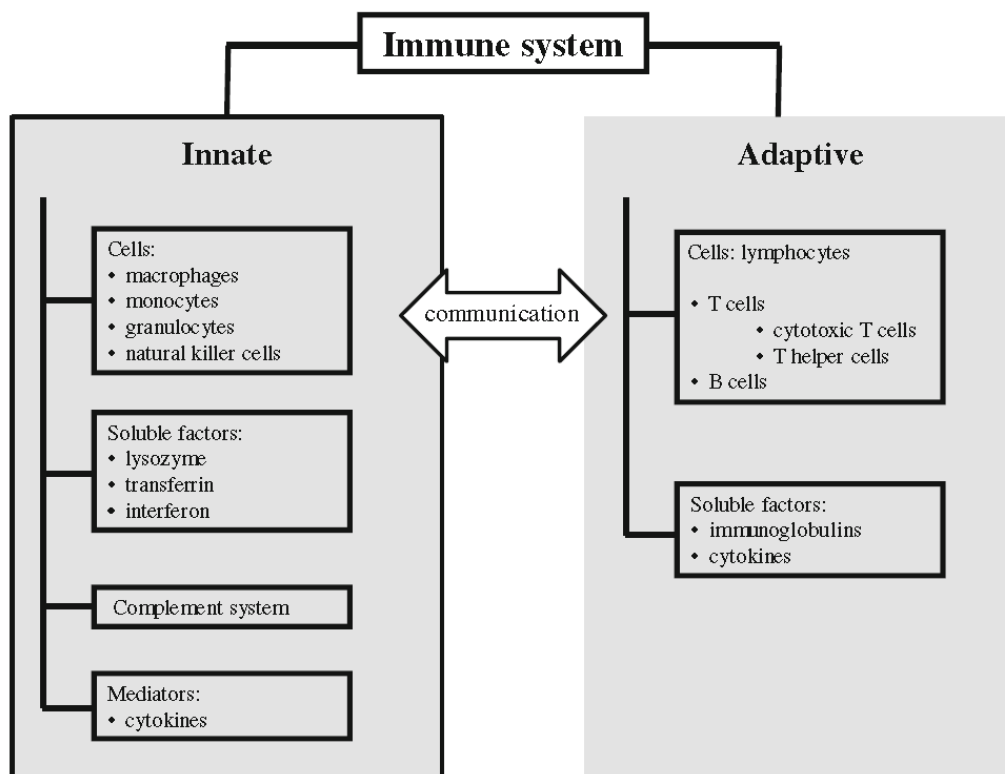 Immune system
Innate
Cells:
• macrophages
• monocytes
• granulocytes
• natural killer cells
Soluble factors:
• lysozyme
• transferrin
• interferon
Complement system
Mediators:
• cytokines
communication
Adaptive
Cells: lymphocytes
• T cells
• cytotoxic T cells
• T helper cells
• B cells
Soluble factors:
• immunoglobulins
• cytokines